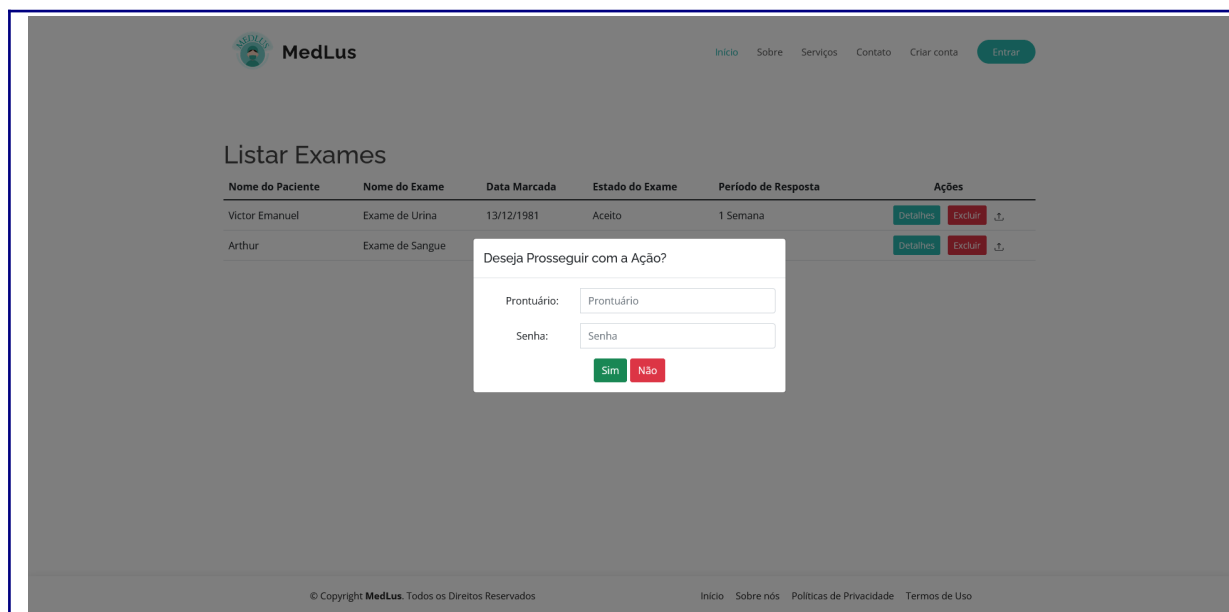 MEDLUS
MedLus
Início Sobre Serviços Contato Criar conta Entrar
Listar Exames
Nome do Paciente Nome do Exame Data Marcada Estado do Exame Período de Resposta Ações
Victor Emanuel Exame de Urina 13/12/1981 Aceito 1 Semana Detalhes Excluir
Arthur Exame de Sangue Detalhes Excluir
Deseja Prosseguir com a Ação?
Prontuário: Prontuário
Senha: Senha
Sim Não
© Copyright MedLus. Todos os Direitos Reservados Início Sobre nós Políticas de Privacidade Termos de Uso